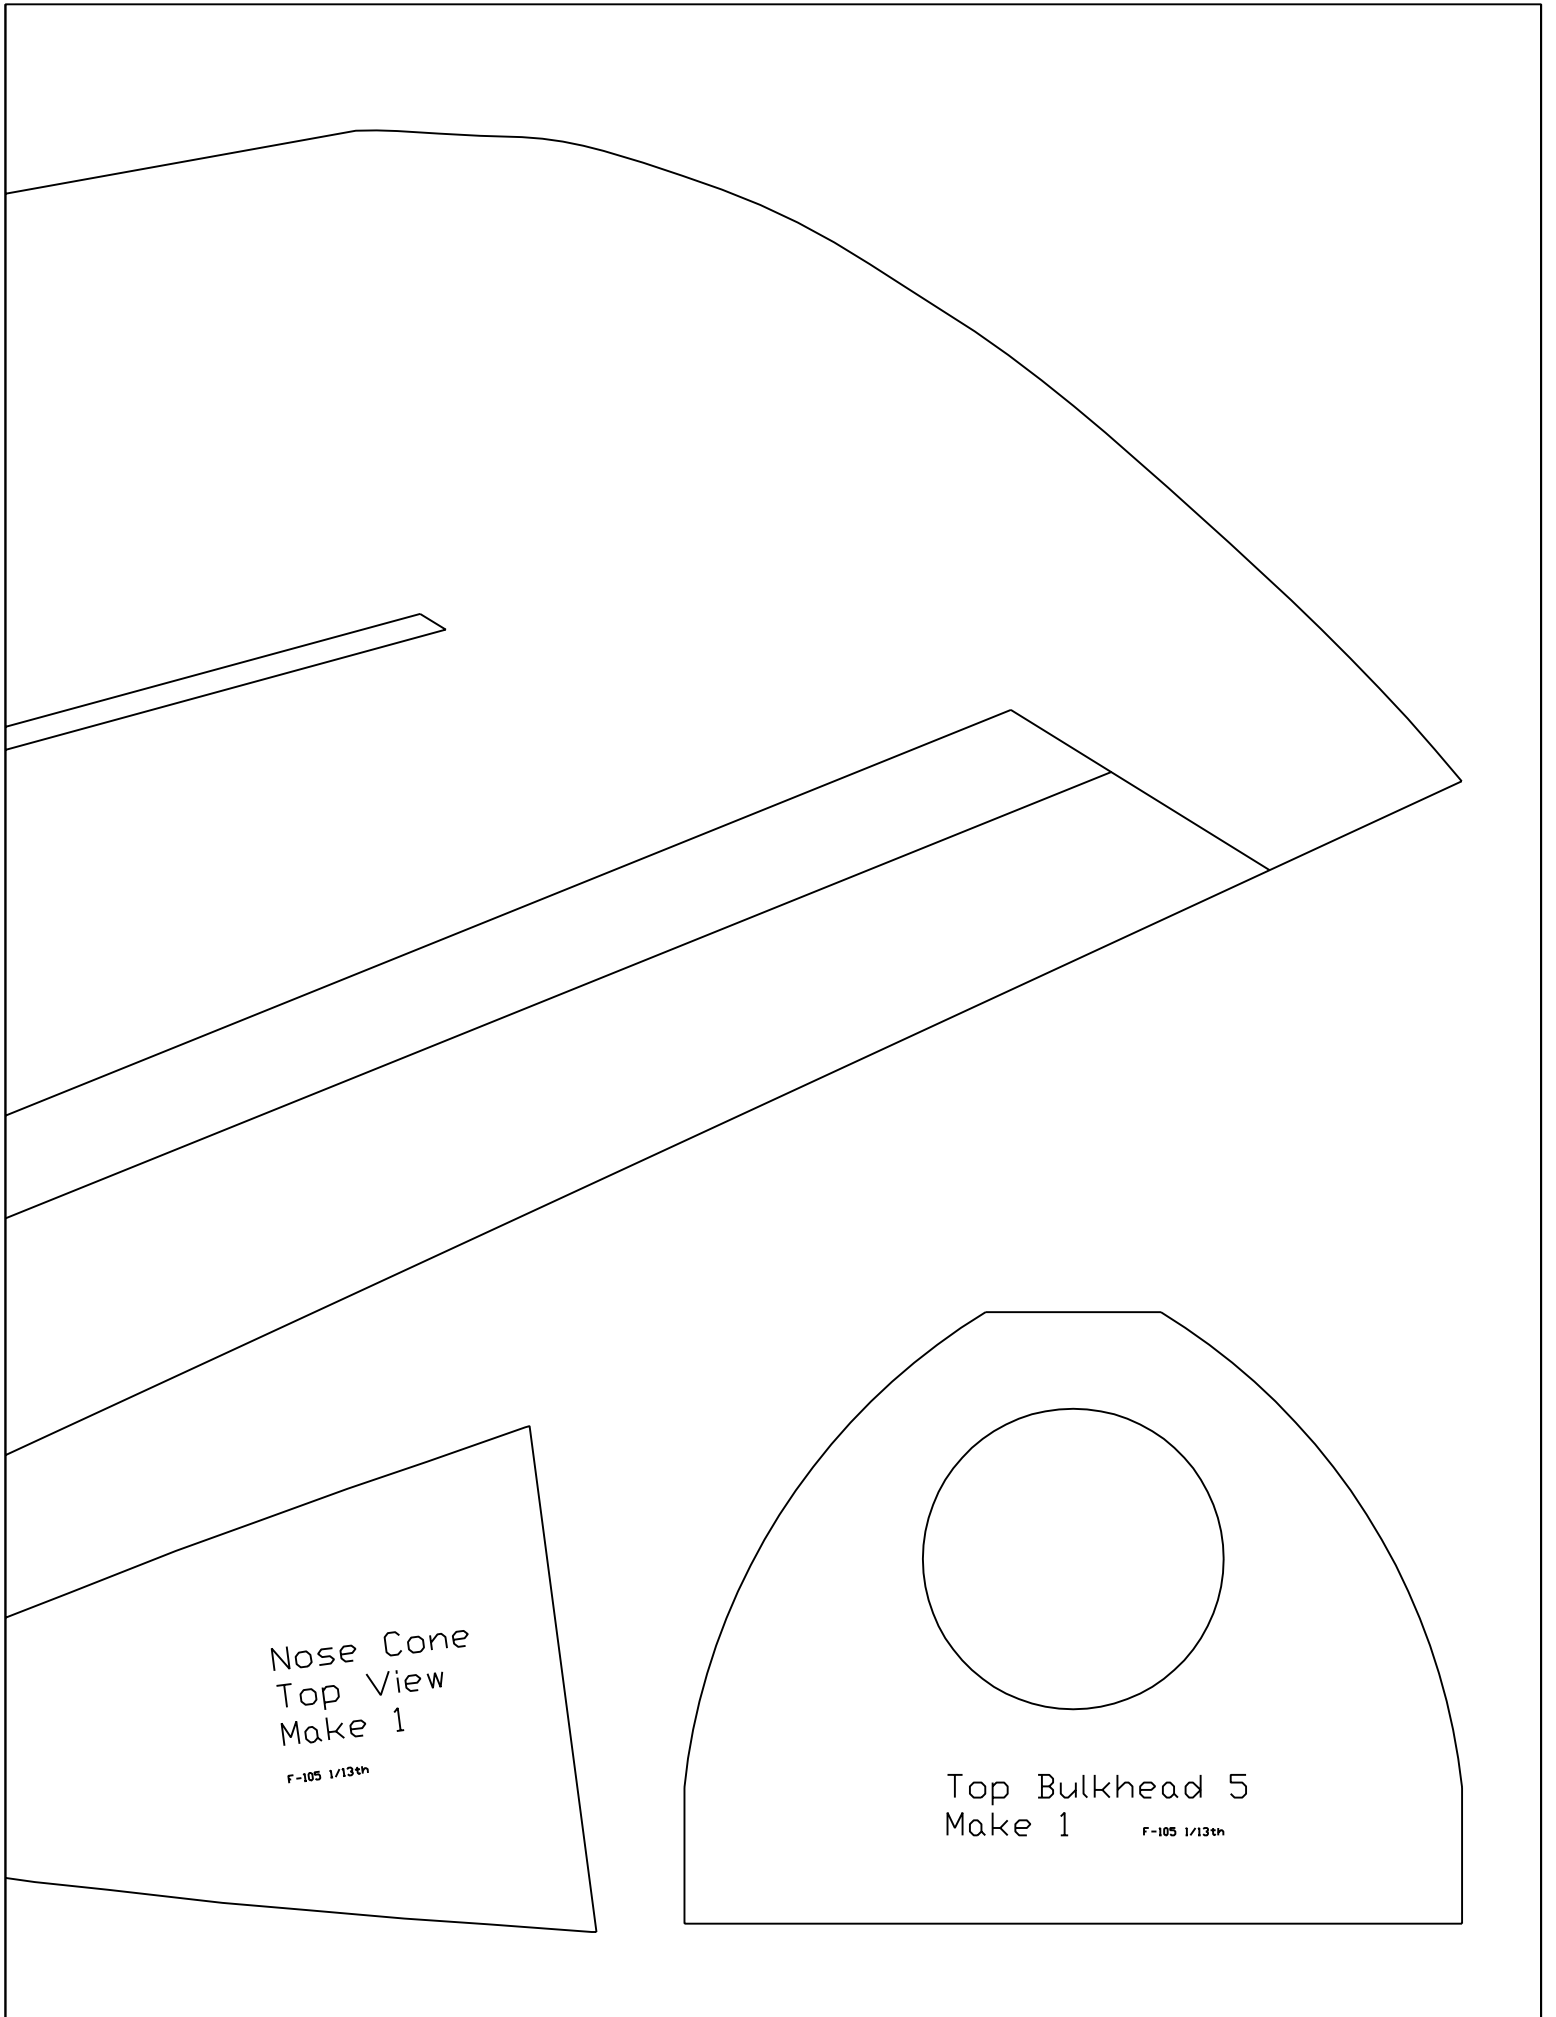 Nose Cone
Top View
Make 1
F-105 1/13th
Top Bulkhead 5
Make 1 F-105 1/13th